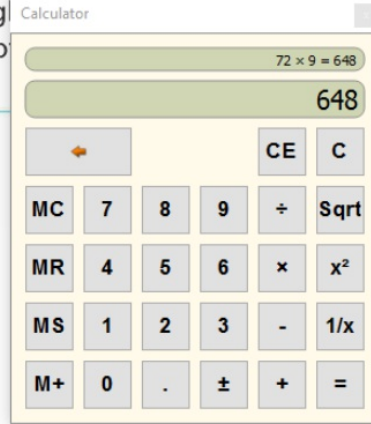 Calculator
72 × 9 = 648
648
CE C
MC 7 8 9 ÷ Sqrt
MR 4 5 6 × x²
MS 1 2 3 - 1/x
M+ 0 . ± + =